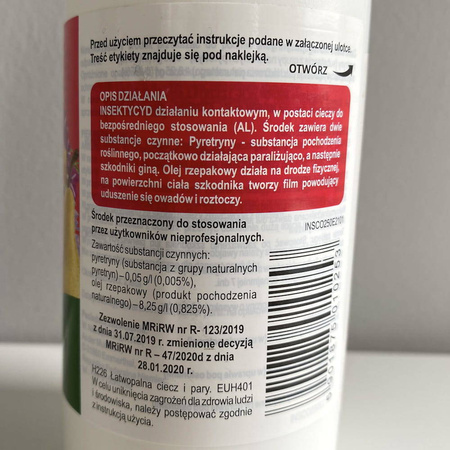 Przed użyciem przeczytać instrukcje podane w załączonej ulotce.
Treść etykiety znajduje się pod naklejką.
OTWÓRZ
OPIS DZIAŁANIA
INSEKTYCYD działaniu kontaktowym, w postaci cieczy do
bezpośredniego stosowania (AL). Środek zawiera dwie
substancje czynne: Pyretryny - substancja pochodzenia
roślinnego, początkowo działająca paraliżująco, a następnie
szkodniki giną. Olej rzepakowy działa na drodze fizycznej,
na powierzchni ciała szkodnika tworzy film powodujący
uduszenie się owadów i roztoczy.
Środek przeznaczony do stosowania
przez użytkowników nieprofesjonalnych.
Zawartość substancji czynnych:
pyretryny (substancja z grupy naturalnych
pyretryn) – 0,05 g/l (0,005%),
olej rzepakowy (produkt pochodzenia
naturalnego) – 8,25 g/l (0,825%).
Zezwolenie MRiRW nr R- 123/2019
z dnia 31.07.2019 r. zmienione decyzją
MRiRW nr R – 47/2020d z dnia
28.01.2020 r.
H226 Łatwopalna ciecz i pary. EUH401
W celu uniknięcia zagrożeń dla zdrowia ludzi
i środowiska, należy postępować zgodnie
z instrukcją użycia.